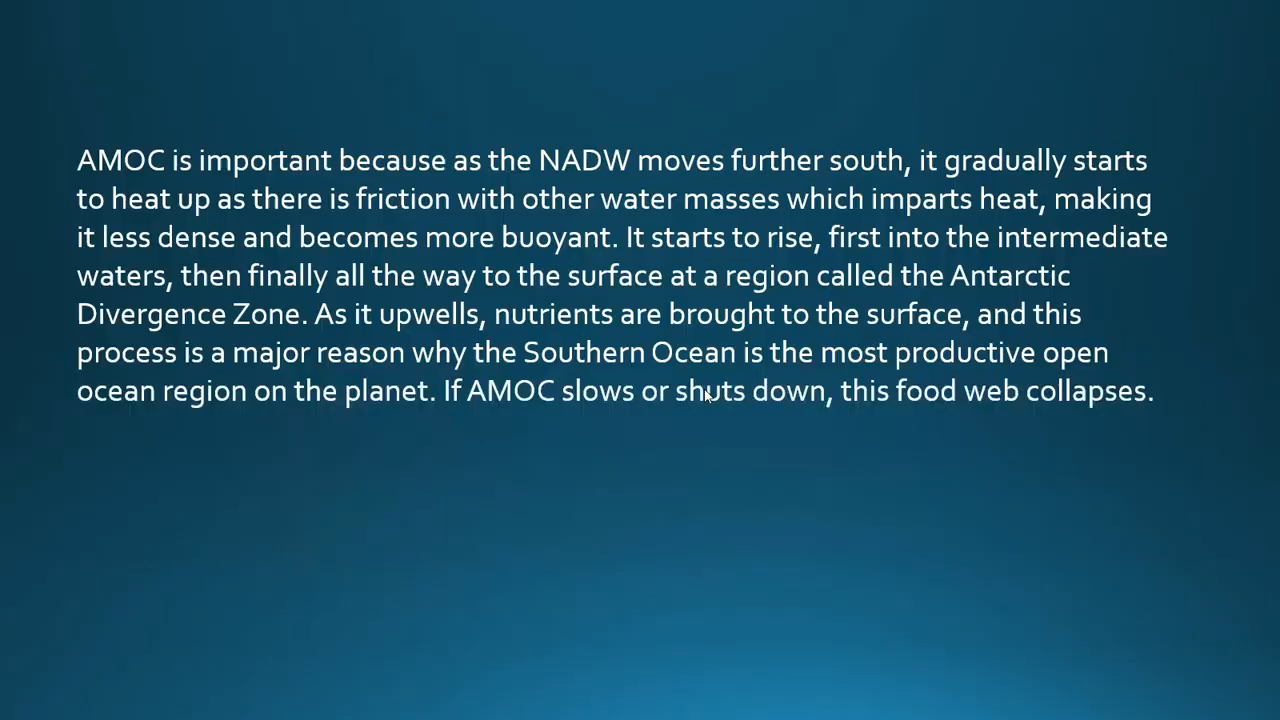 AMOC is important because as the NADW moves further south, it gradually starts
to heat up as there is friction with other water masses which imparts heat, making
it less dense and becomes more buoyant. It starts to rise, first into the intermediate
waters, then finally all the way to the surface at a region called the Antarctic
Divergence Zone. As it upwells, nutrients are brought to the surface, and this
process is a major reason why the Southern Ocean is the most productive open
ocean region on the planet. If AMOC slows or shuts down, this food web collapses.